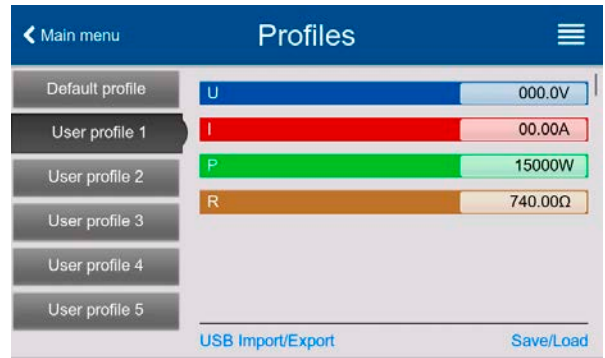 Main menu
Profiles
Default profile
User profile 1
User profile 2
User profile 3
User profile 4
User profile 5
U 000.0V
I 00.00A
P 15000W
R 740.00Ω
USB Import/Export
Save/Load